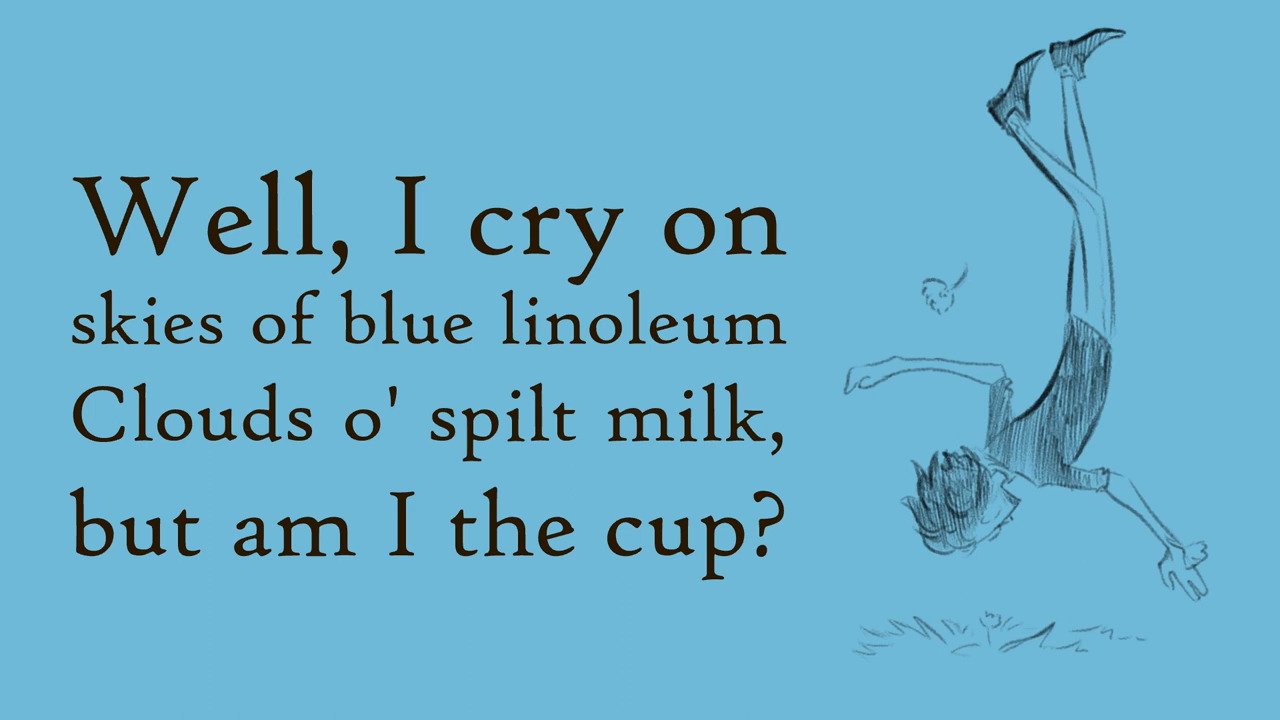 Well, I cry on
skies of blue linoleum
Clouds o' spilt milk,
but am I the cup?